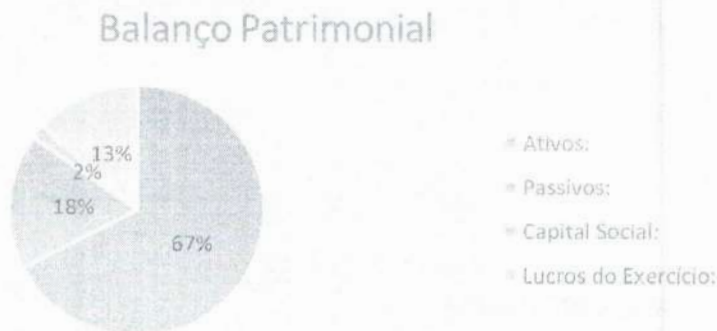 Balanço Patrimonial
13%
2%
18%
67%
Ativos:
Passivos:
Capital Social:
Lucros do Exercício: